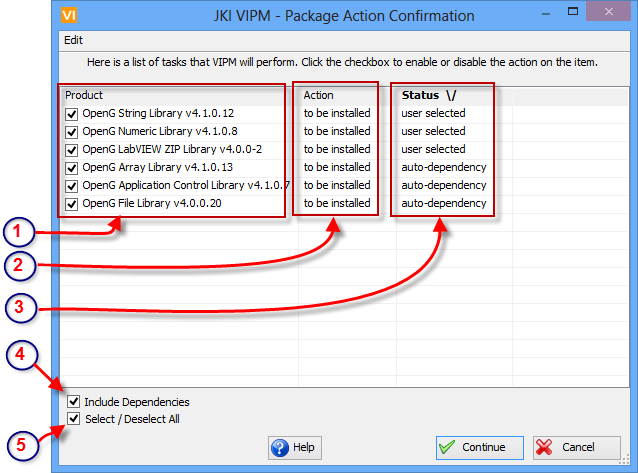 VI JKI VIPM - Package Action Confirmation
Edit
Here is a list of tasks that VIPM will perform. Click the checkbox to enable or disable the action on the item.
Product Action Status \/
OpenG String Library v4.1.0.12 to be installed user selected
OpenG Numeric Library v4.1.0.8 to be installed user selected
OpenG LabVIEW ZIP Library v4.0.0-2 to be installed user selected
OpenG Array Library v4.1.0.13 to be installed auto-dependency
OpenG Application Control Library v4.1.0.7 to be installed auto-dependency
OpenG File Library v4.0.0.20 to be installed auto-dependency
1
2
3
4
Include Dependencies
Select / Deselect All
5
Help Continue Cancel